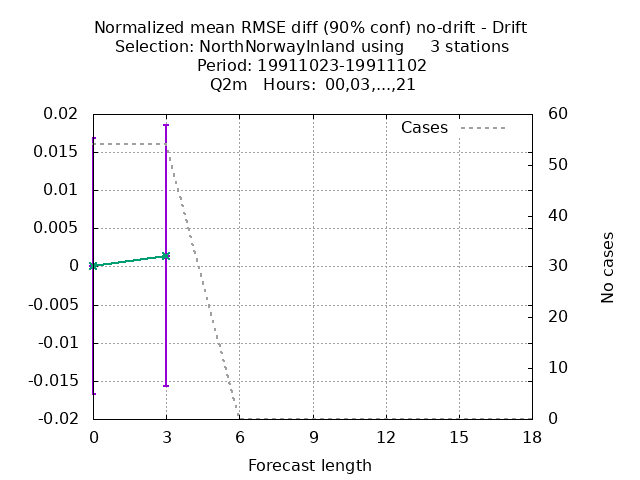 Normalized mean RMSE diff (90% conf) no-drift - Drift
Selection: NorthNorwayInland using     3 stations
Period: 19911023-19911102
Q2m   Hours: 00,03,...,21
Cases
0.02
0.015
0.01
0.005
0
-0.005
-0.01
-0.015
-0.02
60
50
40
30
20
10
0
No cases
0 3 6 9 12 15 18
Forecast length